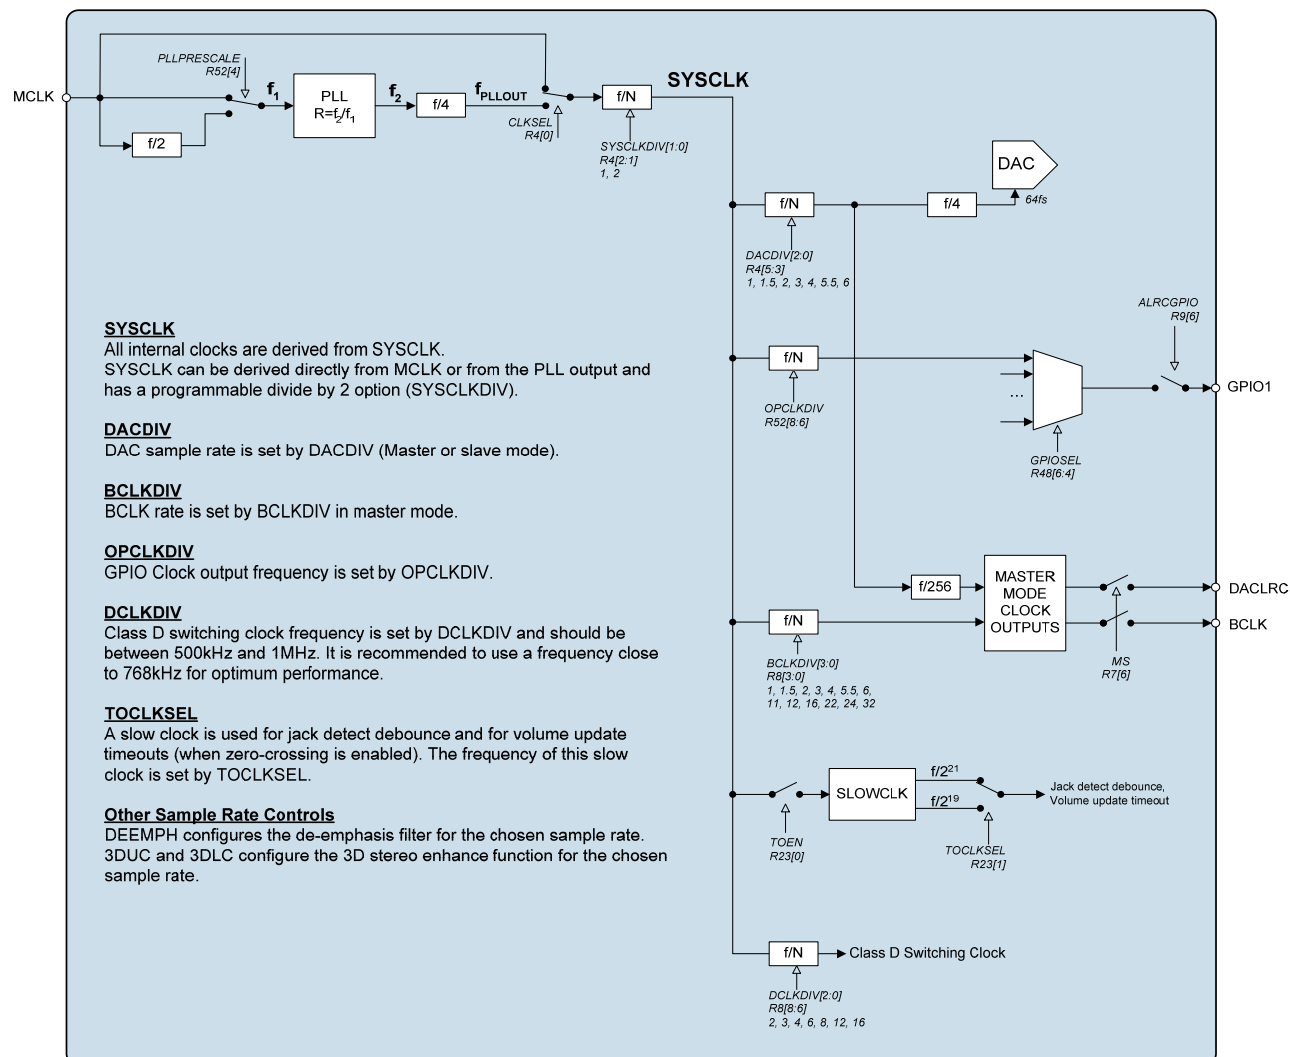 PLLPRESCALE
R52[4]
MCLK
f1
PLL
R=f2/f1
f2
f/4
fPLLOUT
f/2
CLKSEL
R4[0]
f/N
SYSCLK
SYSCLKDIV[1:0]
R4[2:1]
1, 2
DAC
64fs
f/N
f/4
DACDIV[2:0]
R4[5:3]
1, 1.5, 2, 3, 4, 5.5, 6
ALRCGPIO
R9[6]
f/N
...
GPIO1
OPCLKDIV
R52[8:6]
GPIOSEL
R48[6:4]
SYSCLK
All internal clocks are derived from SYSCLK.
SYSCLK can be derived directly from MCLK or from the PLL output and
has a programmable divide by 2 option (SYSCLKDIV).
DACDIV
DAC sample rate is set by DACDIV (Master or slave mode).
BCLKDIV
BCLK rate is set by BCLKDIV in master mode.
OPCLKDIV
GPIO Clock output frequency is set by OPCLKDIV.
DCLKDIV
Class D switching clock frequency is set by DCLKDIV and should be
between 500kHz and 1MHz. It is recommended to use a frequency close
to 768kHz for optimum performance.
TOCLKSEL
A slow clock is used for jack detect debounce and for volume update
timeouts (when zero-crossing is enabled). The frequency of this slow
clock is set by TOCLKSEL.
Other Sample Rate Controls
DEEMPH configures the de-emphasis filter for the chosen sample rate.
3DUC and 3DLC configure the 3D stereo enhance function for the chosen
sample rate.
f/256
MASTER
MODE
CLOCK
OUTPUTS
DACLRC
BCLK
f/N
BCLKDIV[3:0]
R8[3:0]
1, 1.5, 2, 3, 4, 5.5, 6,
11, 12, 16, 22, 24, 32
MS
R7[6]
SLOWCLK
f/2^21
f/2^19
Jack detect debounce,
Volume update timeout
TOEN
R23[0]
TOCLKSEL
R23[1]
f/N
Class D Switching Clock
DCLKDIV[2:0]
R8[8:6]
2, 3, 4, 6, 8, 12, 16